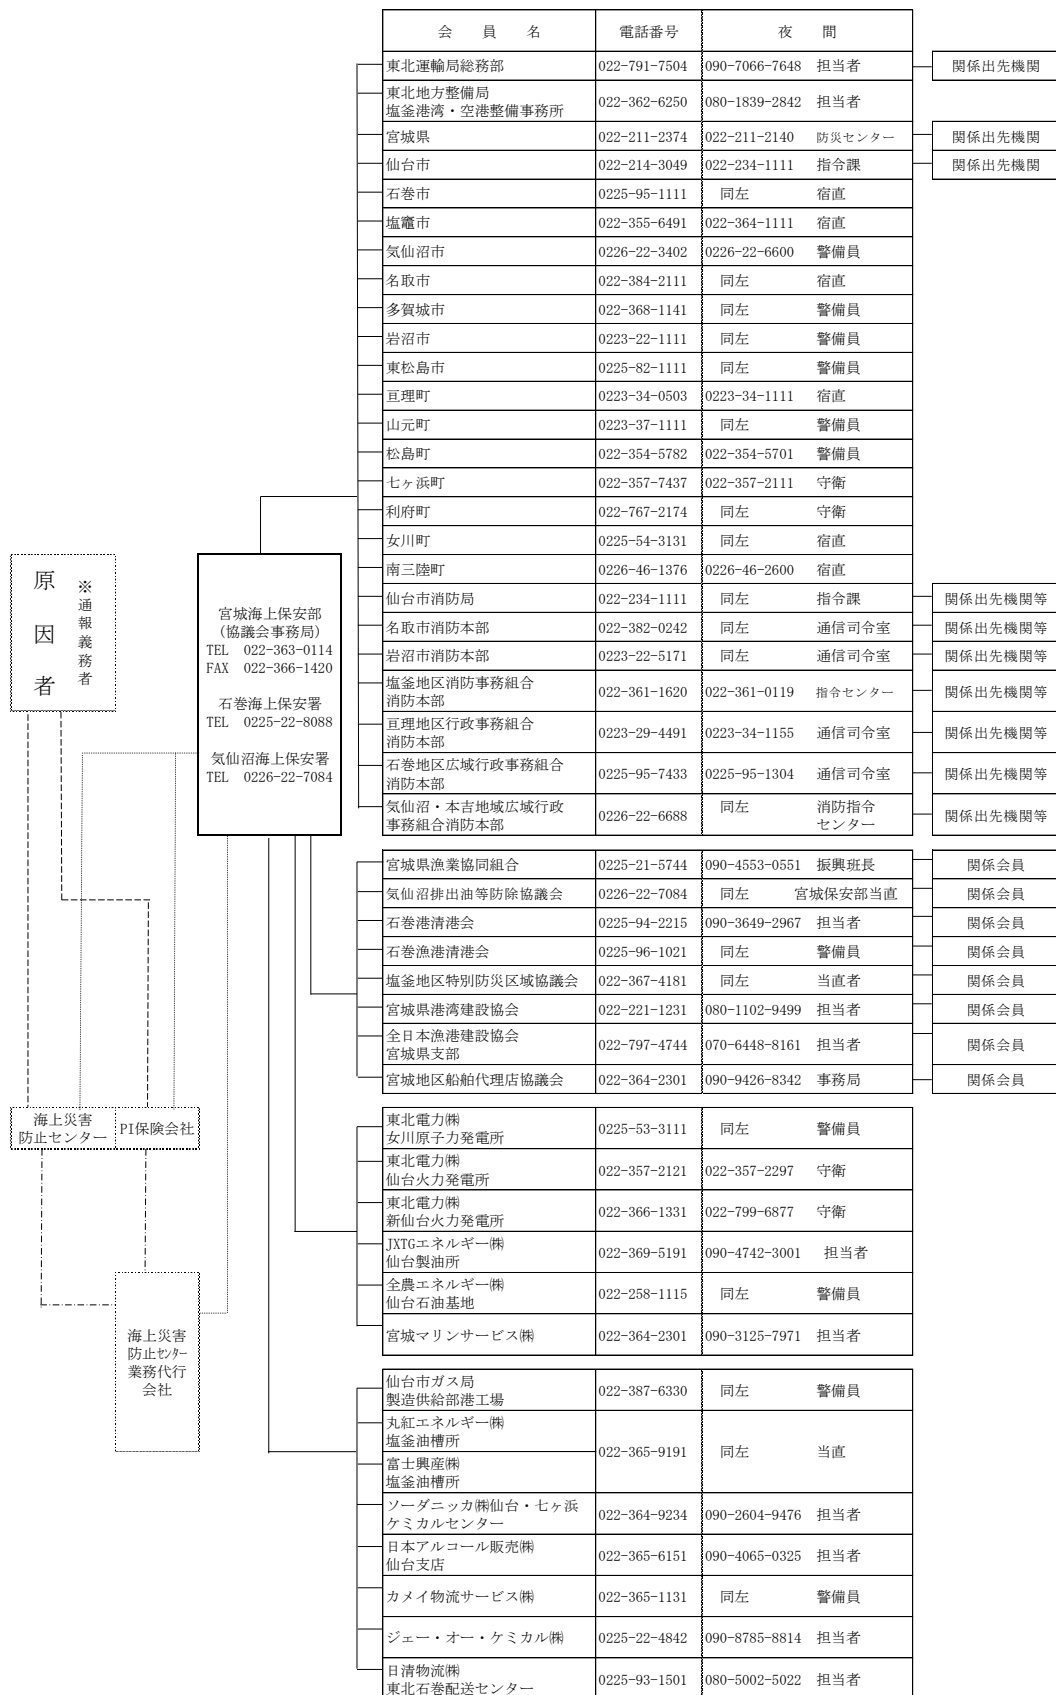 会　員　名　電話番号　夜　間
東北運輸局総務部　022-791-7504　090-7066-7648　担当者　関係出先機関
東北地方整備局
塩釜港湾・空港整備事務所　022-362-6250　080-1839-2842　担当者
宮城県　022-211-2374　022-211-2140　防災センター　関係出先機関
仙台市　022-214-3049　022-234-1111　指令課　関係出先機関
石巻市　0225-95-1111　同左　宿直
塩竈市　022-355-6491　022-364-1111　宿直
気仙沼市　0226-22-3402　0226-22-6600　警備員
名取市　022-384-2111　同左　宿直
多賀城市　022-368-1141　同左　警備員
岩沼市　0223-22-1111　同左　警備員
東松島市　0225-82-1111　同左　警備員
亘理町　0223-34-0503　0223-34-1111　宿直
山元町　0223-37-1111　同左　警備員
松島町　022-354-5782　022-354-5701　警備員
七ヶ浜町　022-357-7437　022-357-2111　守衛
利府町　022-767-2174　同左　守衛
女川町　0225-54-3131　同左　宿直
南三陸町　0226-46-1376　0226-46-2600　宿直
仙台市消防局　022-234-1111　同左　指令課　関係出先機関等
名取市消防本部　022-382-0242　同左　通信司令室　関係出先機関等
岩沼市消防本部　0223-22-5171　同左　通信司令室　関係出先機関等
塩釜地区消防事務組合
消防本部　022-361-1620　022-361-0119　指令センター　関係出先機関等
亘理地区行政事務組合
消防本部　0223-29-4491　0223-34-1155　通信司令室　関係出先機関等
石巻地区広域行政事務組合
消防本部　0225-95-7433　0225-95-1304　通信司令室　関係出先機関等
気仙沼・本吉地域広域行政
事務組合消防本部　0226-22-6688　同左　消防指令
センター　関係出先機関等
原因者
※通報義務者
宮城海上保安部
（協議会事務局）
TEL　022-363-0114
FAX　022-366-1420
石巻海上保安署
TEL　0225-22-8088
気仙沼海上保安署
TEL　0226-22-7084
宮城県漁業協同組合　0225-21-5744　090-4553-0551　振興班長　関係会員
気仙沼排出油等防除協議会　0226-22-7084　同左　宮城保安部当直　関係会員
石巻港清港会　0225-94-2215　090-3649-2967　担当者　関係会員
石巻漁港清港会　0225-96-1021　同左　警備員　関係会員
塩釜地区特別防災区域協議会　022-367-4181　同左　当直者　関係会員
宮城県港湾建設協会　022-221-1231　080-1102-9499　担当者　関係会員
全日本漁港建設協会
宮城県支部　022-797-4744　070-6448-8161　担当者　関係会員
宮城地区船舶代理店協議会　022-364-2301　090-9426-8342　事務局　関係会員
海上災害
防止センター
PI保険会社
海上災害
防止ｾﾝﾀｰ
業務代行
会社
東北電力㈱
女川原子力発電所　0225-53-3111　同左　警備員
東北電力㈱
仙台火力発電所　022-357-2121　022-357-2297　守衛
東北電力㈱
新仙台火力発電所　022-366-1331　022-799-6877　守衛
JXTGエネルギー㈱
仙台製油所　022-369-5191　090-4742-3001　担当者
全農エネルギー㈱
仙台石油基地　022-258-1115　同左　警備員
宮城マリンサービス㈱　022-364-2301　090-3125-7971　担当者
仙台市ガス局
製造供給部港工場　022-387-6330　同左　警備員
丸紅エネルギー㈱
塩釜油槽所
022-365-9191　同左　当直
富士興産㈱
塩釜油槽所
ソーダニッカ㈱仙台・七ヶ浜
ケミカルセンター　022-364-9234　090-2604-9476　担当者
日本アルコール販売㈱
仙台支店　022-365-6151　090-4065-0325　担当者
カメイ物流サービス㈱　022-365-1131　同左　警備員
ジェー・オー・ケミカル㈱　0225-22-4842　090-8785-8814　担当者
日清物流㈱
東北石巻配送センター　0225-93-1501　080-5002-5022　担当者